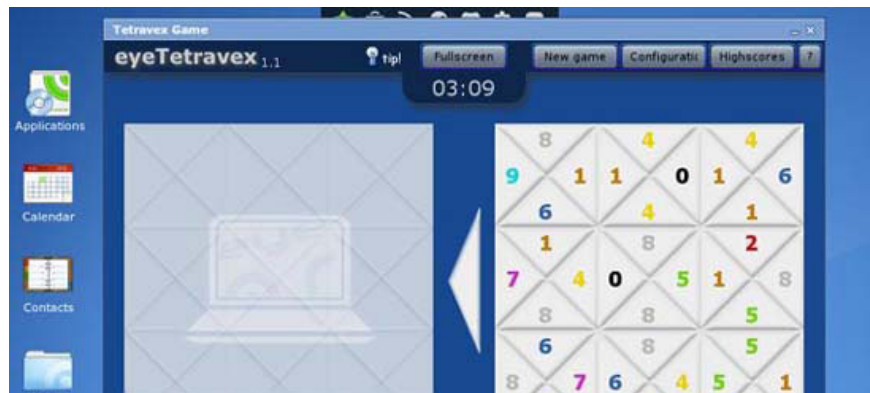 Tetravex Game
eyeTetravex 1.1
tip!
Fullscreen
New game
Configuratic
Highscores
?
03:09
Applications
Calendar
Contacts
8 4 4
9 1 1 0 1 6
6 4 1
1 8 2
7 4 0 5 1 8
8 8 5
6 8 5
8 7 6 4 5 1